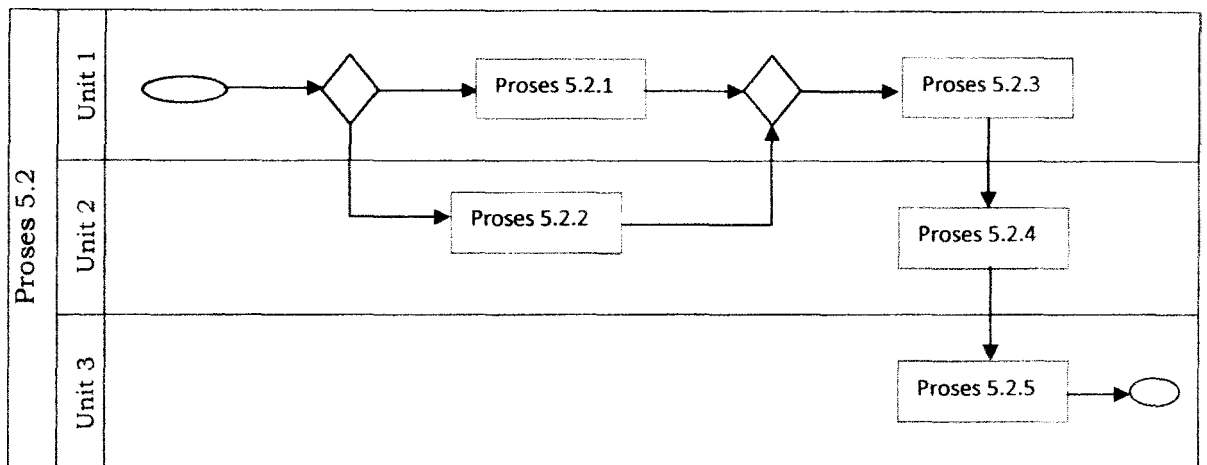 Proses 5.2
Unit 1
Proses 5.2.1
Proses 5.2.3
Unit 2
Proses 5.2.2
Proses 5.2.4
Unit 3
Proses 5.2.5